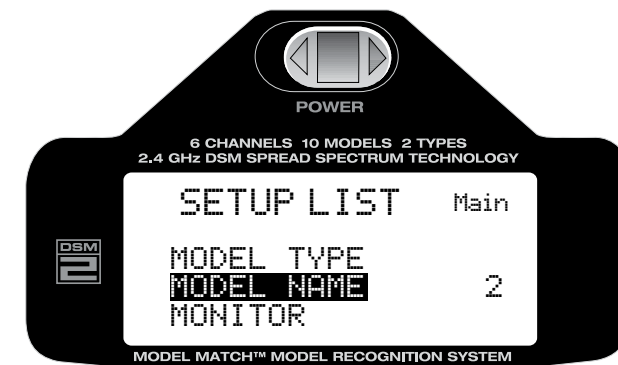 POWER
6 CHANNELS 10 MODELS 2 TYPES
2.4 GHz DSM SPREAD SPECTRUM TECHNOLOGY
SETUP LIST Main
DSM
2
MODEL TYPE
MODEL NAME 2
MONITOR
MODEL MATCH™ MODEL RECOGNITION SYSTEM